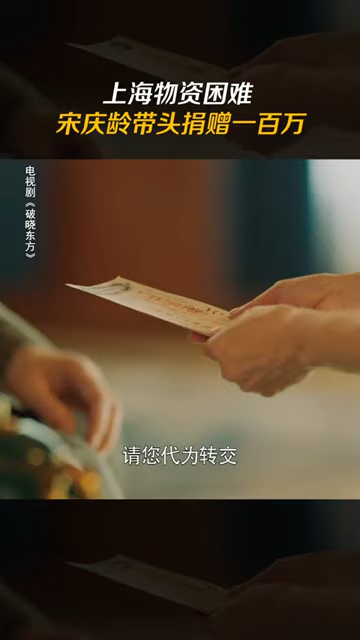 上海物资困难
宋庆龄带头捐赠一百万
电视剧《破晓东方》
请您代为转交